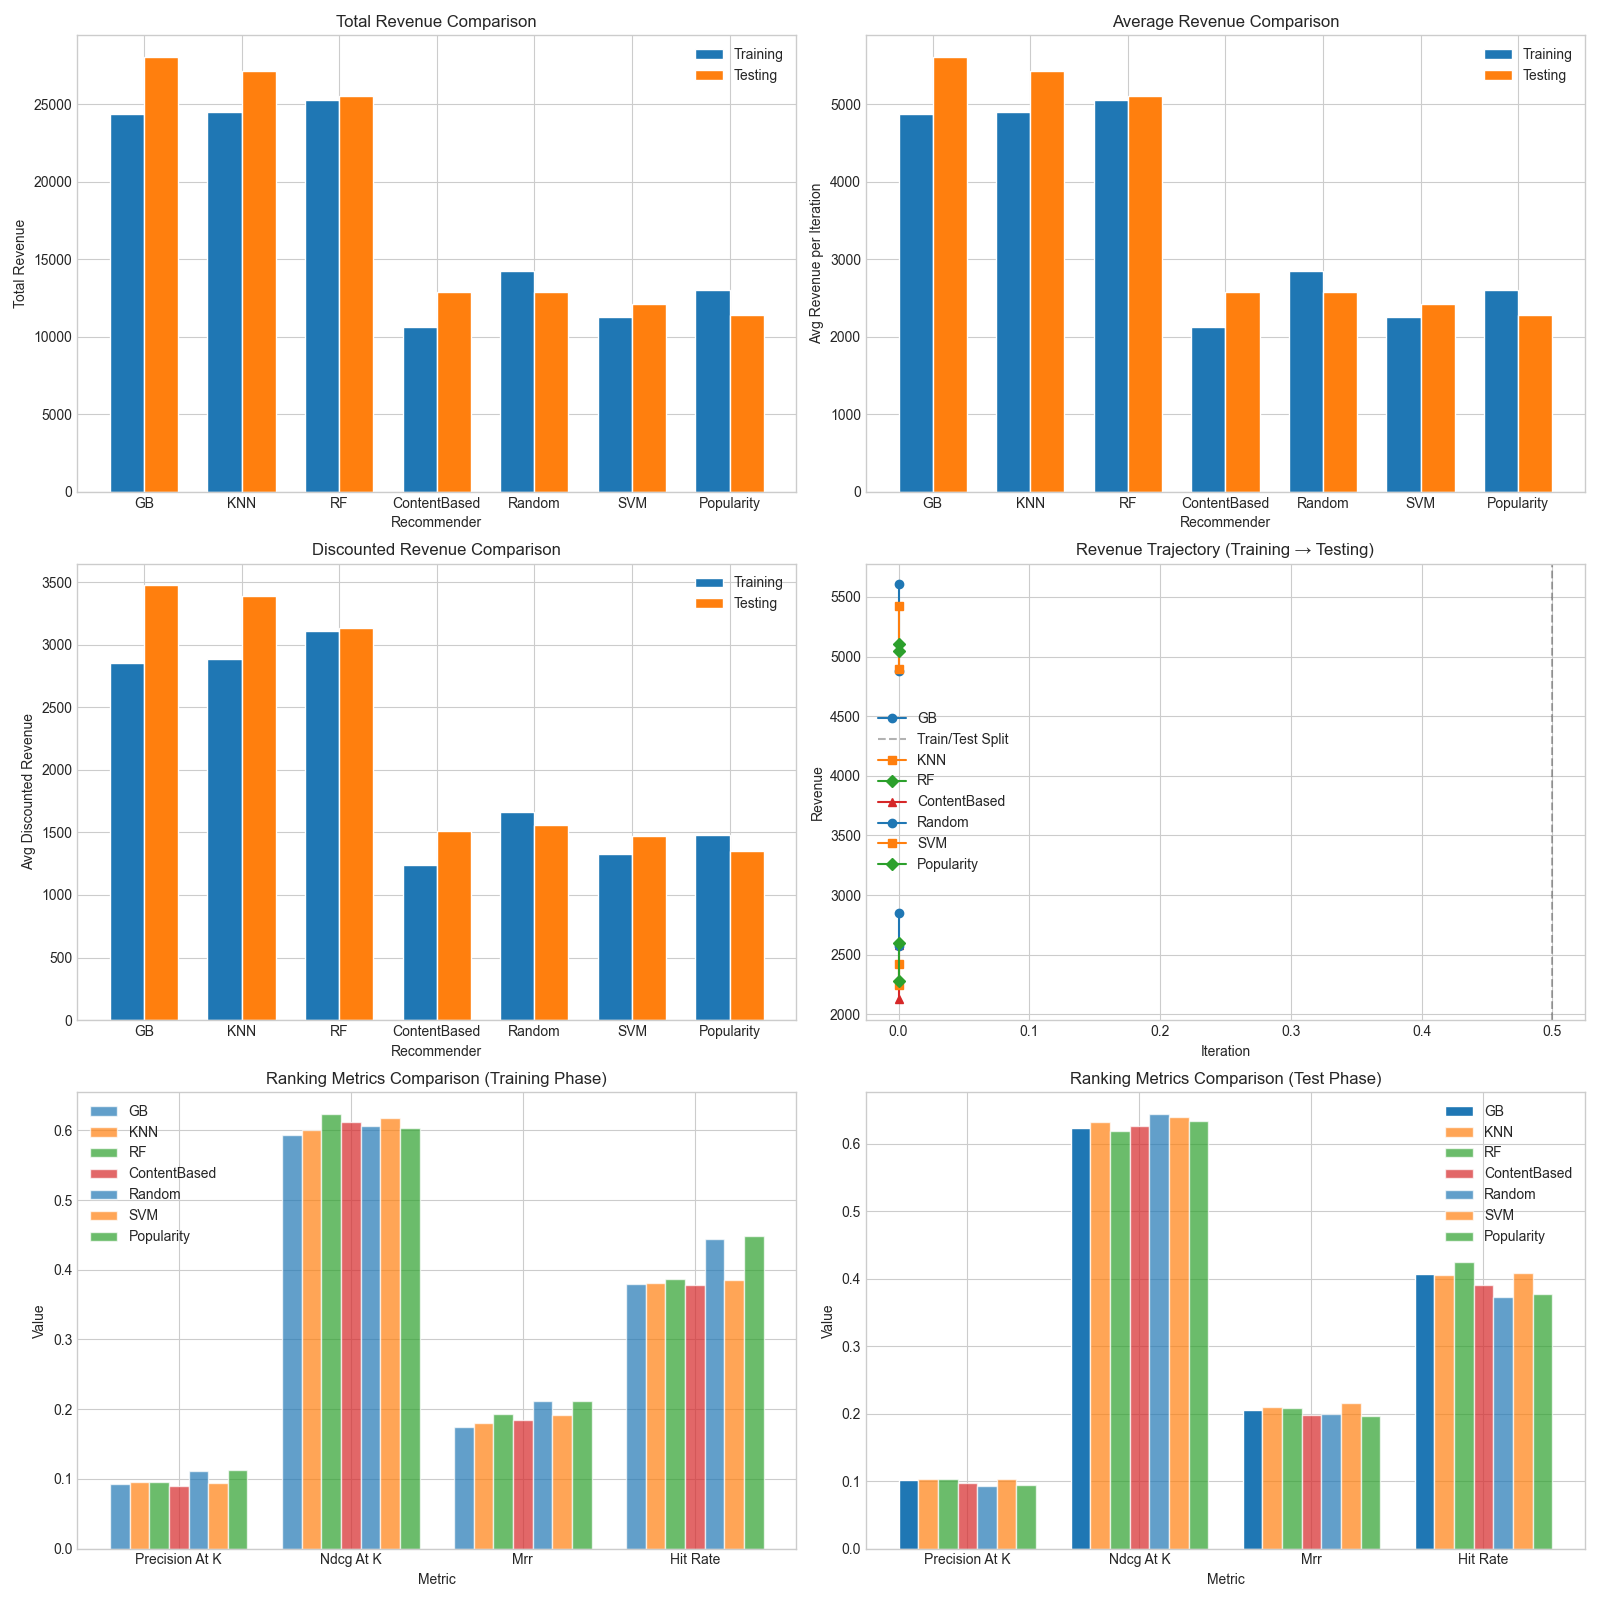 Total Revenue Comparison
Total Revenue
25000
20000
15000
10000
5000
0
Training
Testing
GB KNN RF ContentBased Random SVM Popularity
Recommender
Average Revenue Comparison
Avg Revenue per Iteration
5000
4000
3000
2000
1000
0
Training
Testing
GB KNN RF ContentBased Random SVM Popularity
Recommender
Discounted Revenue Comparison
Avg Discounted Revenue
3500
3000
2500
2000
1500
1000
500
0
Training
Testing
GB KNN RF ContentBased Random SVM Popularity
Recommender
Revenue Trajectory (Training → Testing)
Revenue
5500
5000
4500
4000
3500
3000
2500
2000
GB
Train/Test Split
KNN
RF
ContentBased
Random
SVM
Popularity
0.0 0.1 0.2 0.3 0.4 0.5
Iteration
Ranking Metrics Comparison (Training Phase)
Value
0.6
0.5
0.4
0.3
0.2
0.1
0.0
GB
KNN
RF
ContentBased
Random
SVM
Popularity
Precision At K Ndcg At K Mrr Hit Rate
Metric
Ranking Metrics Comparison (Test Phase)
Value
0.6
0.5
0.4
0.3
0.2
0.1
0.0
GB
KNN
RF
ContentBased
Random
SVM
Popularity
Precision At K Ndcg At K Mrr Hit Rate
Metric